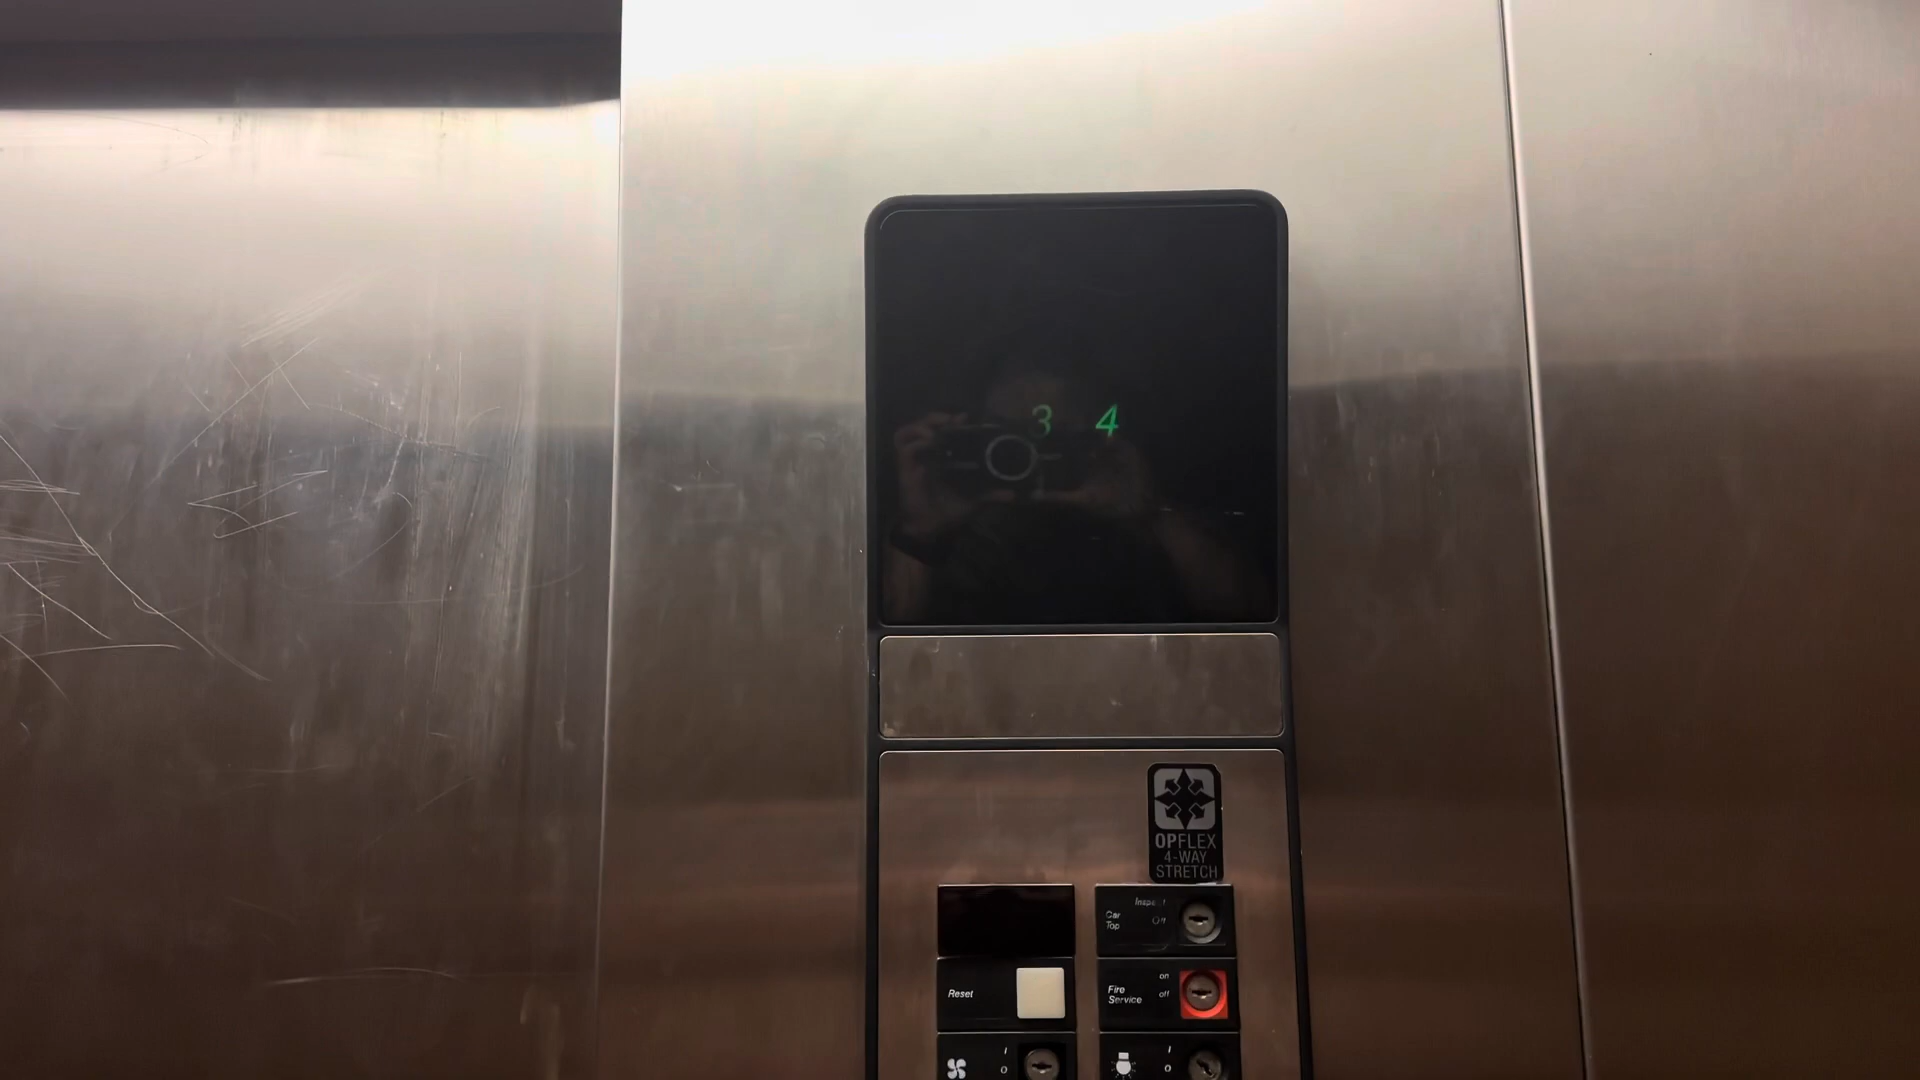 3 4
OPFLEX
4-WAY
STRETCH
Inspect
Car Off
Top
Reset
on
Fire off
Service
I
O
I
O